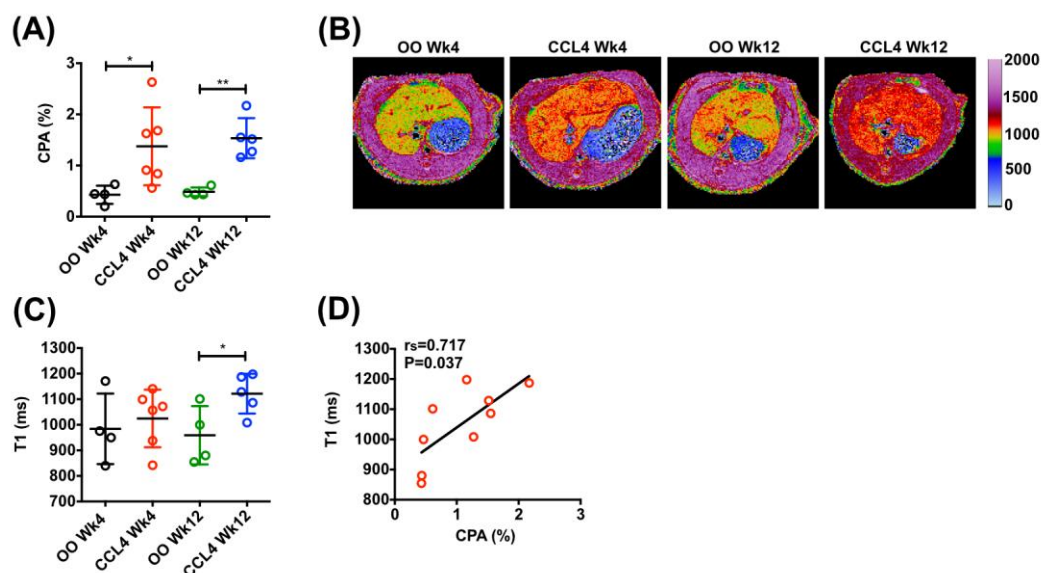 (A)
3
2
1
0
CPA (%)
*
**
OO Wk4
CCL4 Wk4
OO Wk12
CCL4 Wk12
(B)
OO Wk4
CCL4 Wk4
OO Wk12
CCL4 Wk12
2000
1500
1000
500
0
(C)
1300
1200
1100
1000
900
800
700
T1 (ms)
*
OO Wk4
CCL4 Wk4
OO Wk12
CCL4 Wk12
(D)
rs=0.717
P=0.037
1300
1200
1100
1000
900
800
T1 (ms)
0 1 2 3
CPA (%)